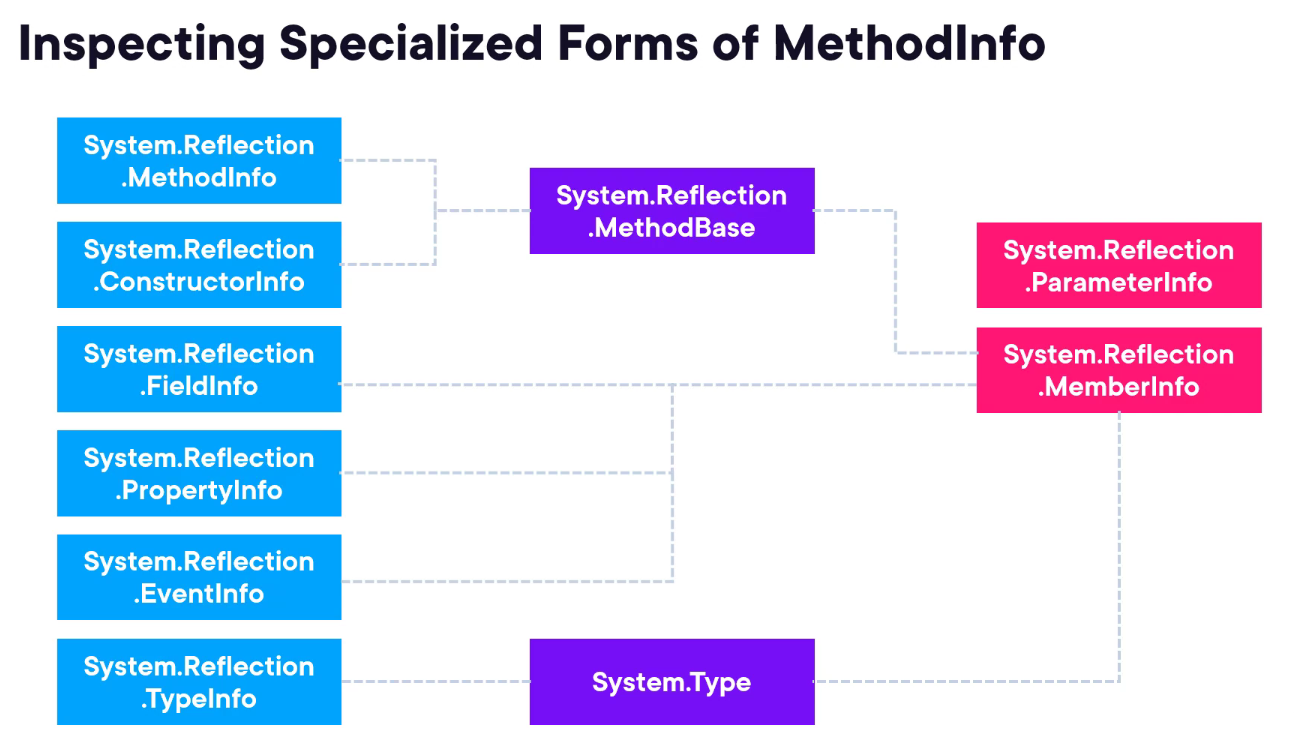 Inspecting Specialized Forms of MethodInfo
System.Reflection
.MethodInfo
System.Reflection
.ConstructorInfo
System.Reflection
.FieldInfo
System.Reflection
.PropertyInfo
System.Reflection
.EventInfo
System.Reflection
.TypeInfo
System.Reflection
.MethodBase
System.Type
System.Reflection
.ParameterInfo
System.Reflection
.MemberInfo